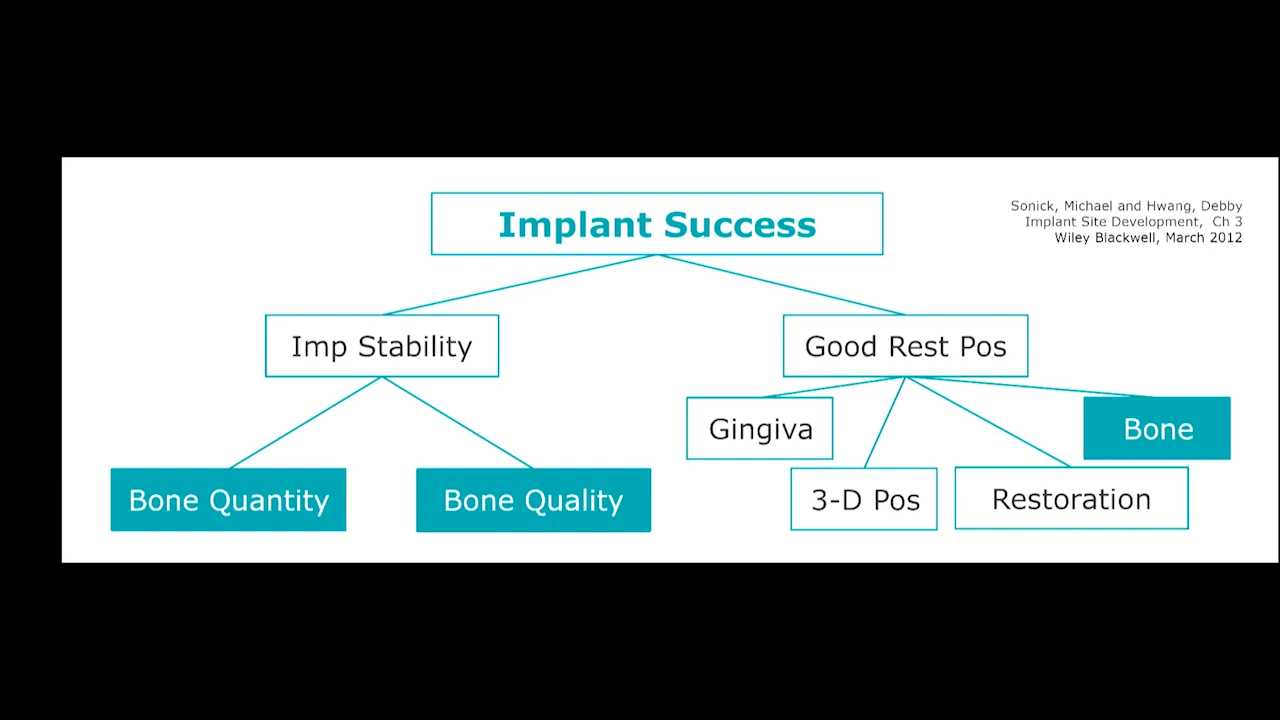 Implant Success
Sonick, Michael and Hwang, Debby
Implant Site Development, Ch 3
Wiley Blackwell, March 2012
Imp Stability
Good Rest Pos
Gingiva
Bone
Bone Quantity
Bone Quality
3-D Pos
Restoration